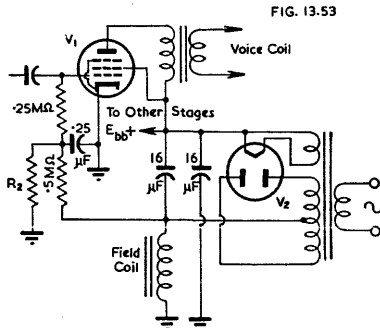 FIG. 13.53
V1
Voice Coil
.25MΩ
To Other Stages
Ebb+
.25
μF
R2
.5MΩ
16
μF
16
μF
V2
Field
Coil